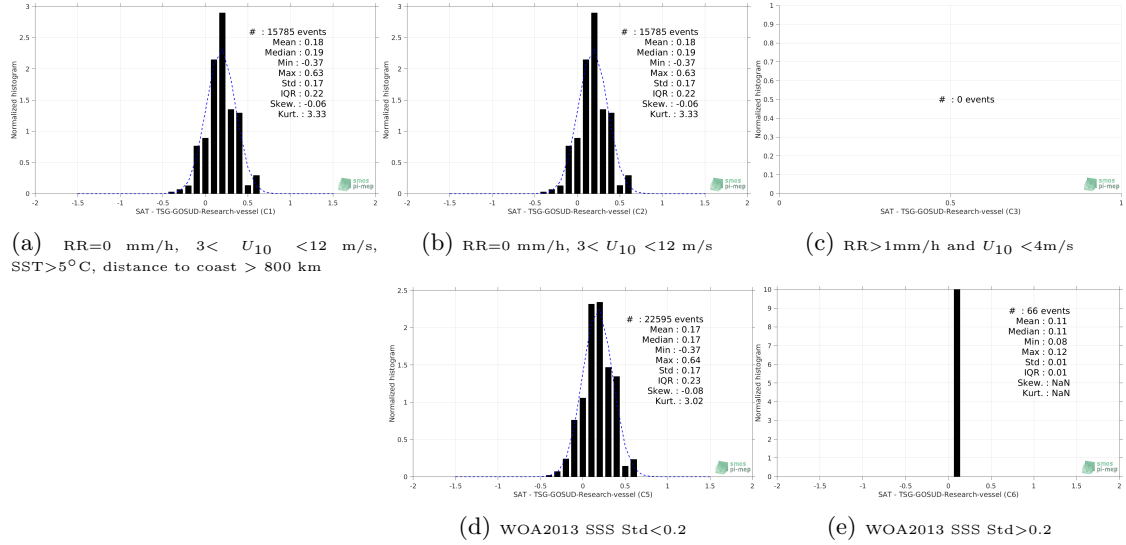 3
2.5
2
1.5
1
0.5
0
Normalized histogram
# : 15785 events
Mean : 0.18
Median : 0.19
Min : -0.37
Max : 0.63
Std : 0.17
IQR : 0.22
Skew. : -0.06
Kurt. : 3.33
smos
pi-mep
-2 -1.5 -1 -0.5 0 0.5 1 1.5 2
SAT - TSG-GOSUD-Research-vessel (C1)
(a) RR=0 mm/h, 3< U10 <12 m/s,
SST>5°C, distance to coast > 800 km
3
2.5
2
1.5
1
0.5
0
Normalized histogram
# : 15785 events
Mean : 0.18
Median : 0.19
Min : -0.37
Max : 0.63
Std : 0.17
IQR : 0.22
Skew. : -0.06
Kurt. : 3.33
smos
pi-mep
-2 -1.5 -1 -0.5 0 0.5 1 1.5 2
SAT - TSG-GOSUD-Research-vessel (C2)
(b) RR=0 mm/h, 3< U10 <12 m/s
1
0.9
0.8
0.7
0.6
0.5
0.4
0.3
0.2
0.1
0
Normalized histogram
# : 0 events
smos
pi-mep
0 0.5 1
SAT - TSG-GOSUD-Research-vessel (C3)
(c) RR>1mm/h and U10 <4m/s
2.5
2
1.5
1
0.5
0
Normalized histogram
# : 22595 events
Mean : 0.17
Median : 0.17
Min : -0.37
Max : 0.64
Std : 0.17
IQR : 0.23
Skew. : -0.08
Kurt. : 3.02
smos
pi-mep
-2 -1.5 -1 -0.5 0 0.5 1 1.5 2
SAT - TSG-GOSUD-Research-vessel (C5)
(d) WOA2013 SSS Std<0.2
10
9
8
7
6
5
4
3
2
1
0
Normalized histogram
# : 66 events
Mean : 0.11
Median : 0.11
Min : 0.08
Max : 0.12
Std : 0.01
IQR : 0.01
Skew. : NaN
Kurt. : NaN
smos
pi-mep
-2 -1.5 -1 -0.5 0 0.5 1 1.5 2
SAT - TSG-GOSUD-Research-vessel (C6)
(e) WOA2013 SSS Std>0.2